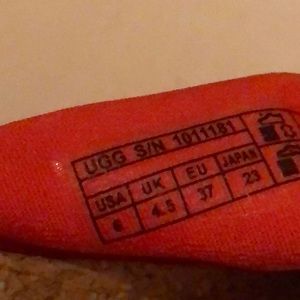 UGG S/N 1011181
USA UK EU JAPAN
6 4.5 37 23